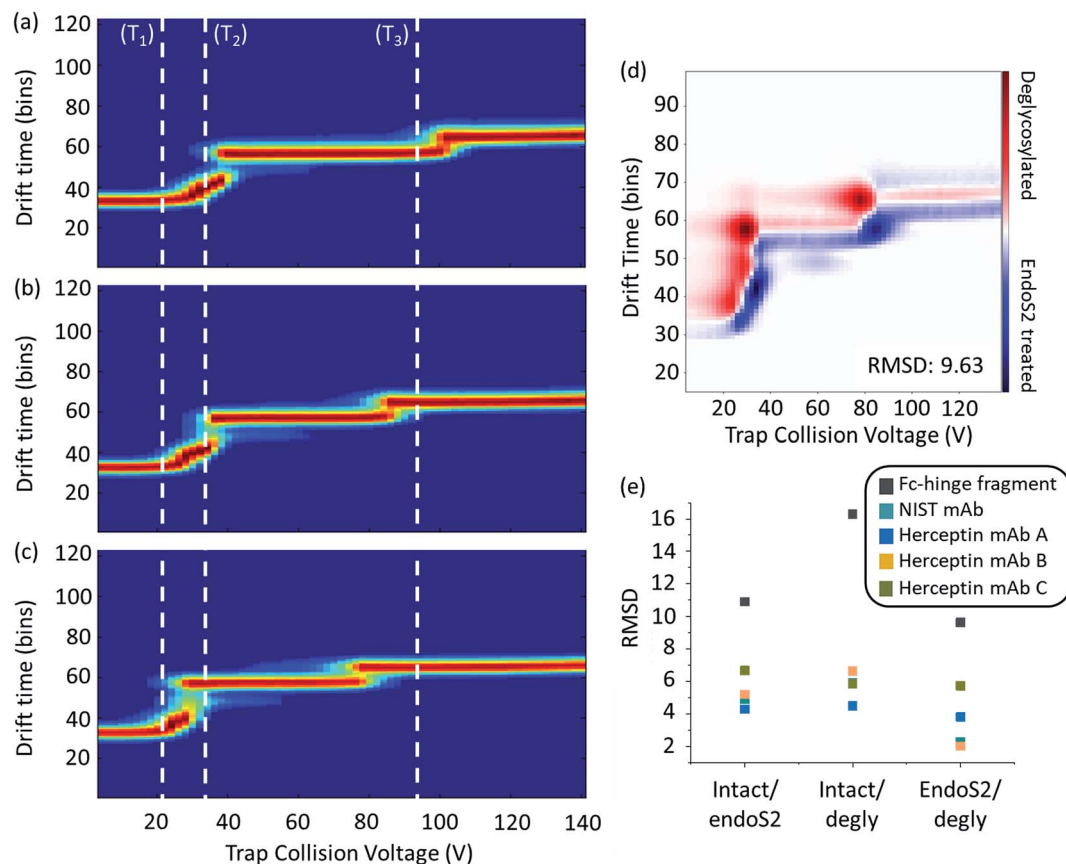 (a)
(T1)
(T2)
(T3)
Drift time (bins)
120
100
80
60
40
20
(b)
Drift time (bins)
120
100
80
60
40
20
(c)
Drift time (bins)
120
100
80
60
40
20
20 40 60 80 100 120 140
Trap Collision Voltage (V)
(d)
Drift Time (bins)
90
80
70
60
50
40
30
20
RMSD: 9.63
20 40 60 80 100 120
Trap Collision Voltage (V)
Deglycosylated
EndoS2 treated
(e)
Fc-hinge fragment
NIST mAb
Herceptin mAb A
Herceptin mAb B
Herceptin mAb C
RMSD
16
14
12
10
8
6
4
2
Intact/
endoS2
Intact/
degly
EndoS2/
degly